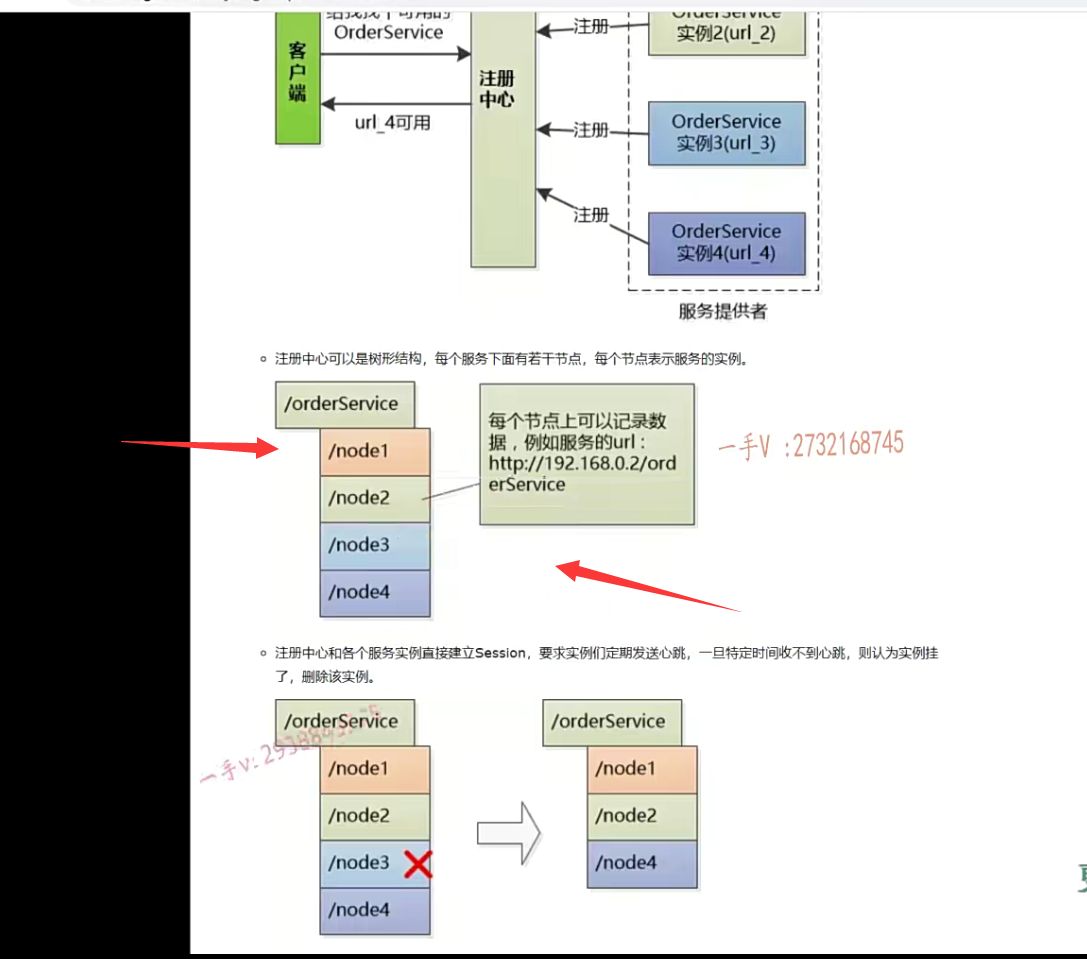 OrderService
客户端
注册
中心
url_4可用
注册
OrderService
实例2(url_2)
注册
OrderService
实例3(url_3)
注册
OrderService
实例4(url_4)
服务提供者
注册中心可以是树形结构，每个服务下面有若干节点，每个节点表示服务的实例。
/orderService
/node1
/node2
/node3
/node4
每个节点上可以记录数
据，例如服务的url：
http://192.168.0.2/ord
erService
一手V :2732168745
注册中心和各个服务实例直接建立Session，要求实例们定期发送心跳，一旦特定时间收不到心跳，则认为实例挂
了，删除该实例。
/orderService
/node1
/node2
/node3
/node4
/orderService
/node1
/node2
/node4